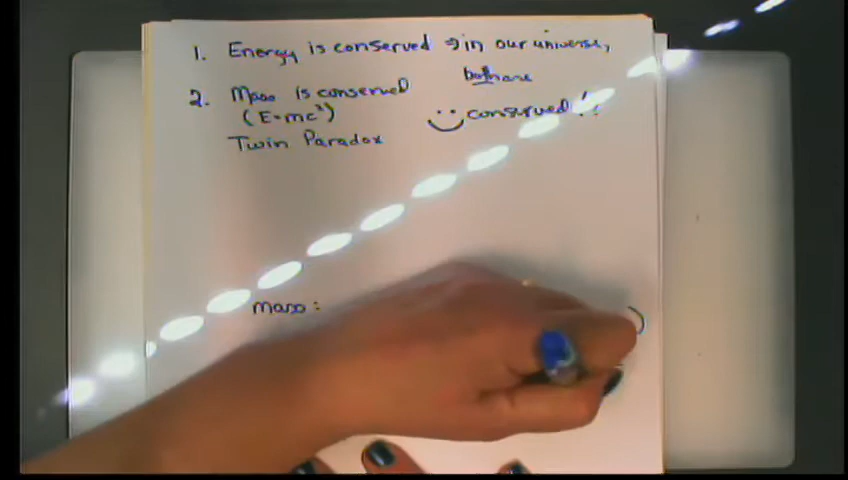 1. Energy is conserved ⇒ in our universe,
2. Mass is conserved both are
(E=mc²) conserved!!
Twin Paradox
mass: